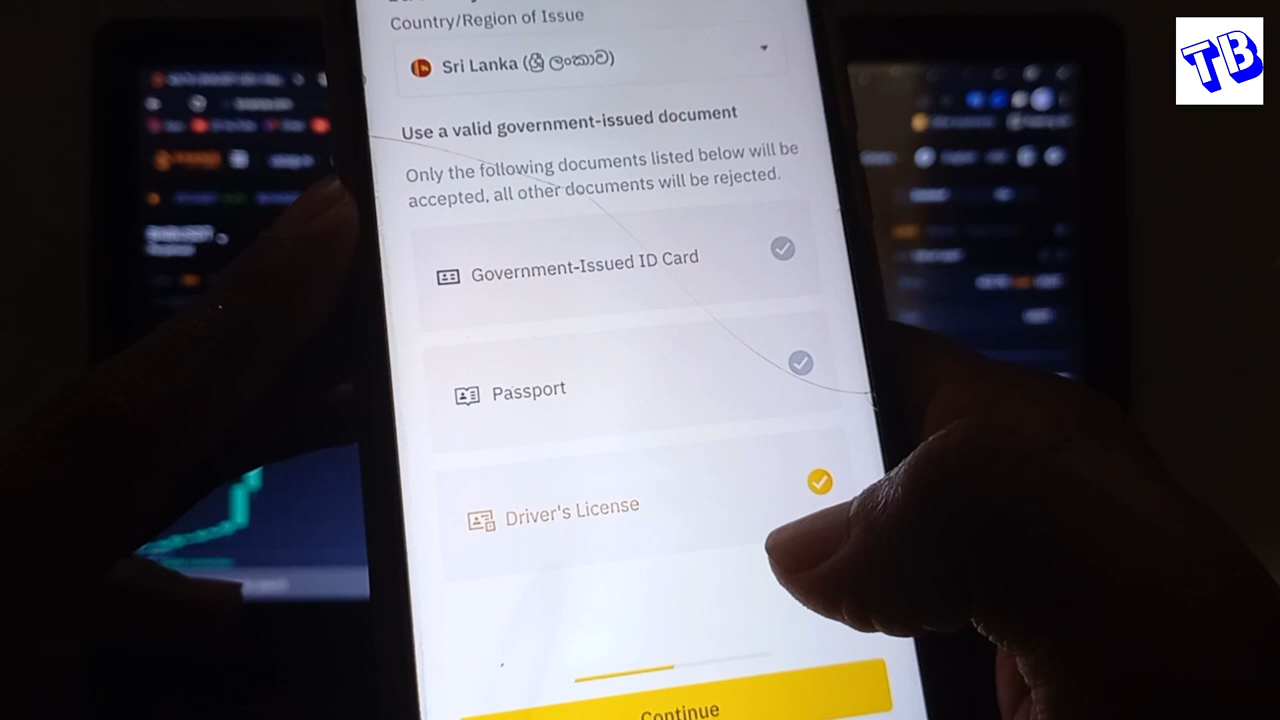 Country/Region of Issue
TB
Sri Lanka (ශ්‍රී ලංකාව)
Use a valid government-issued document
Only the following documents listed below will be
accepted, all other documents will be rejected.
Government-Issued ID Card
Passport
Driver's License
Continue